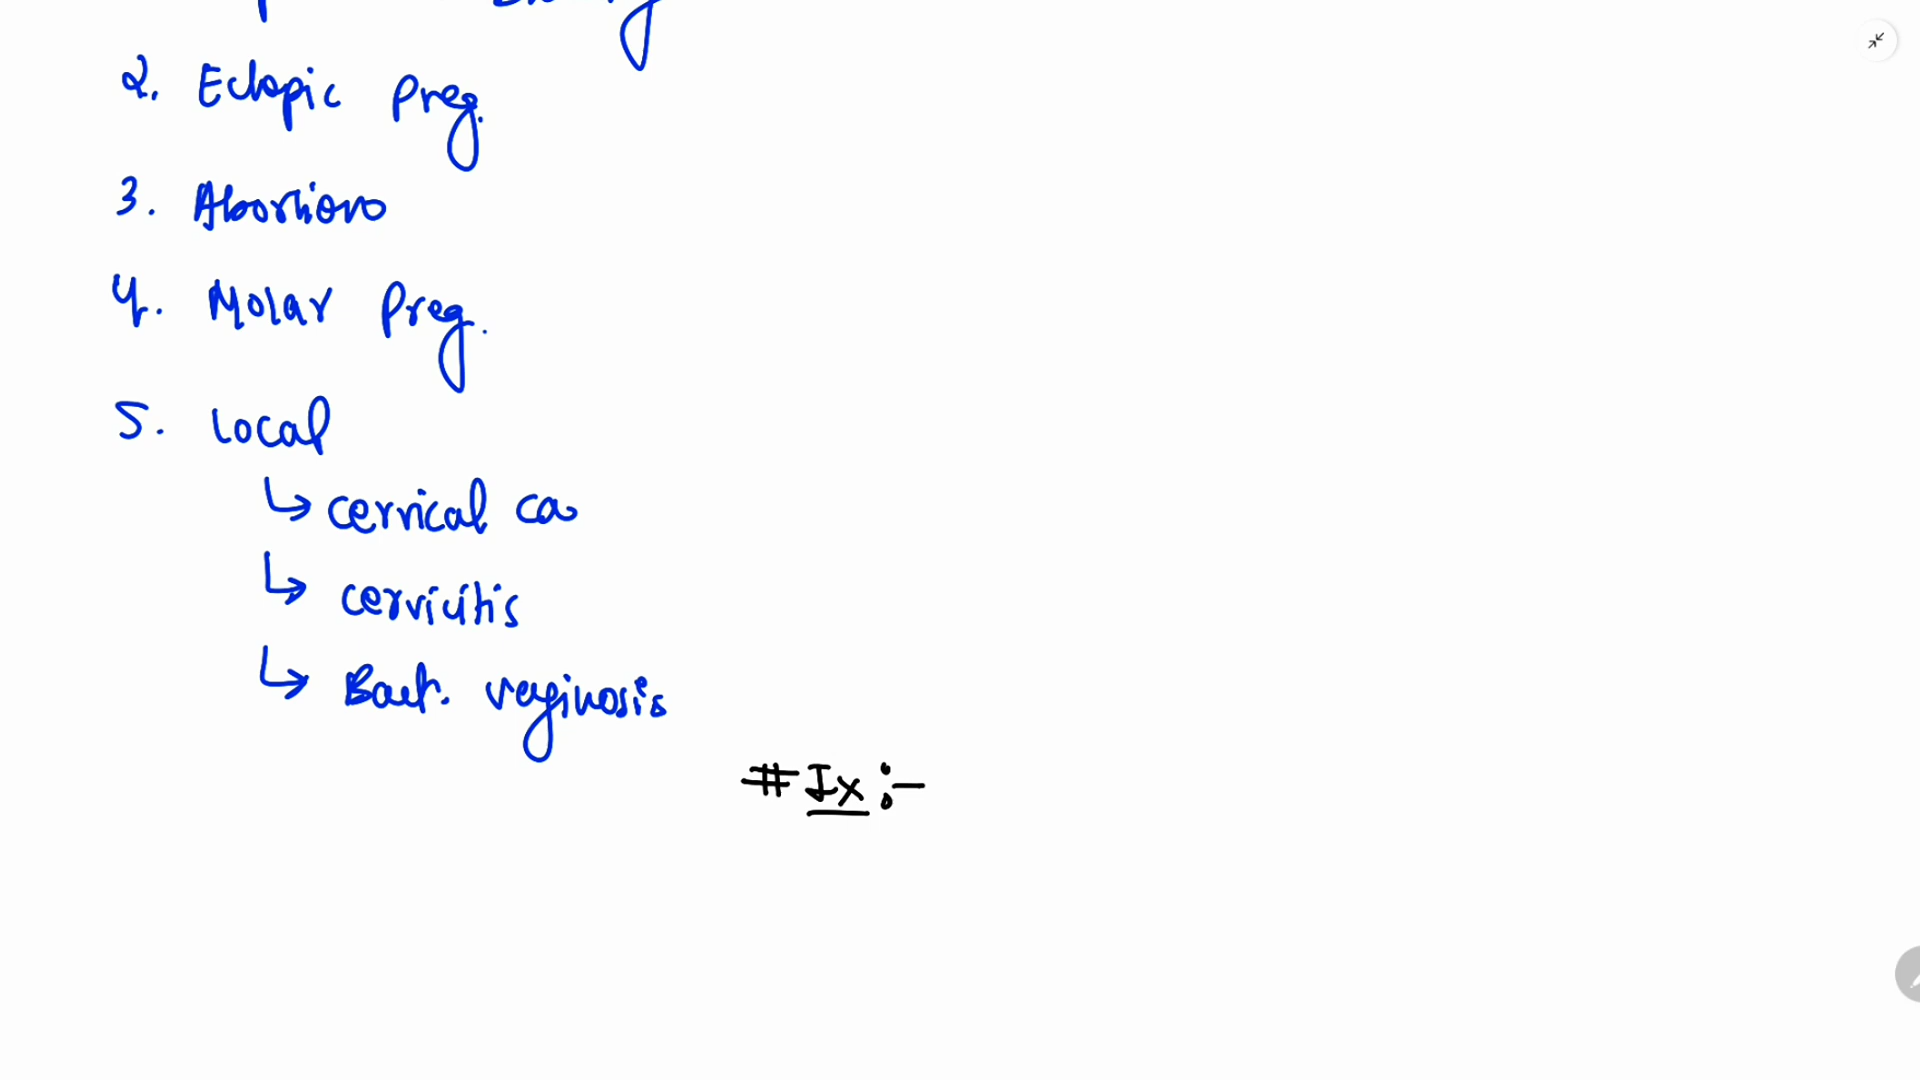 2. Ectopic Preg.
3. Abortion
4. Molar Preg.
5. Local
↳ cervical ca
↳ cervicitis
↳ Bact. vaginosis
# Ix :-